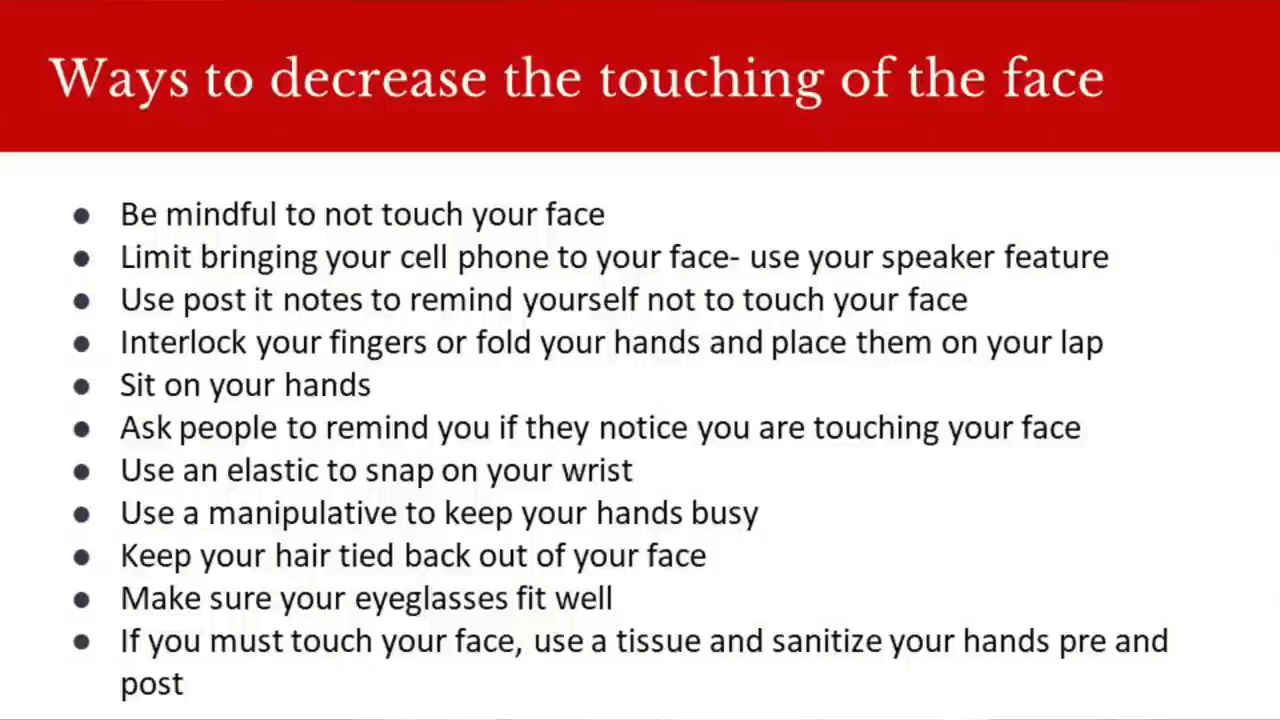 Ways to decrease the touching of the face
● Be mindful to not touch your face
● Limit bringing your cell phone to your face- use your speaker feature
● Use post it notes to remind yourself not to touch your face
● Interlock your fingers or fold your hands and place them on your lap
● Sit on your hands
● Ask people to remind you if they notice you are touching your face
● Use an elastic to snap on your wrist
● Use a manipulative to keep your hands busy
● Keep your hair tied back out of your face
● Make sure your eyeglasses fit well
● If you must touch your face, use a tissue and sanitize your hands pre and
post